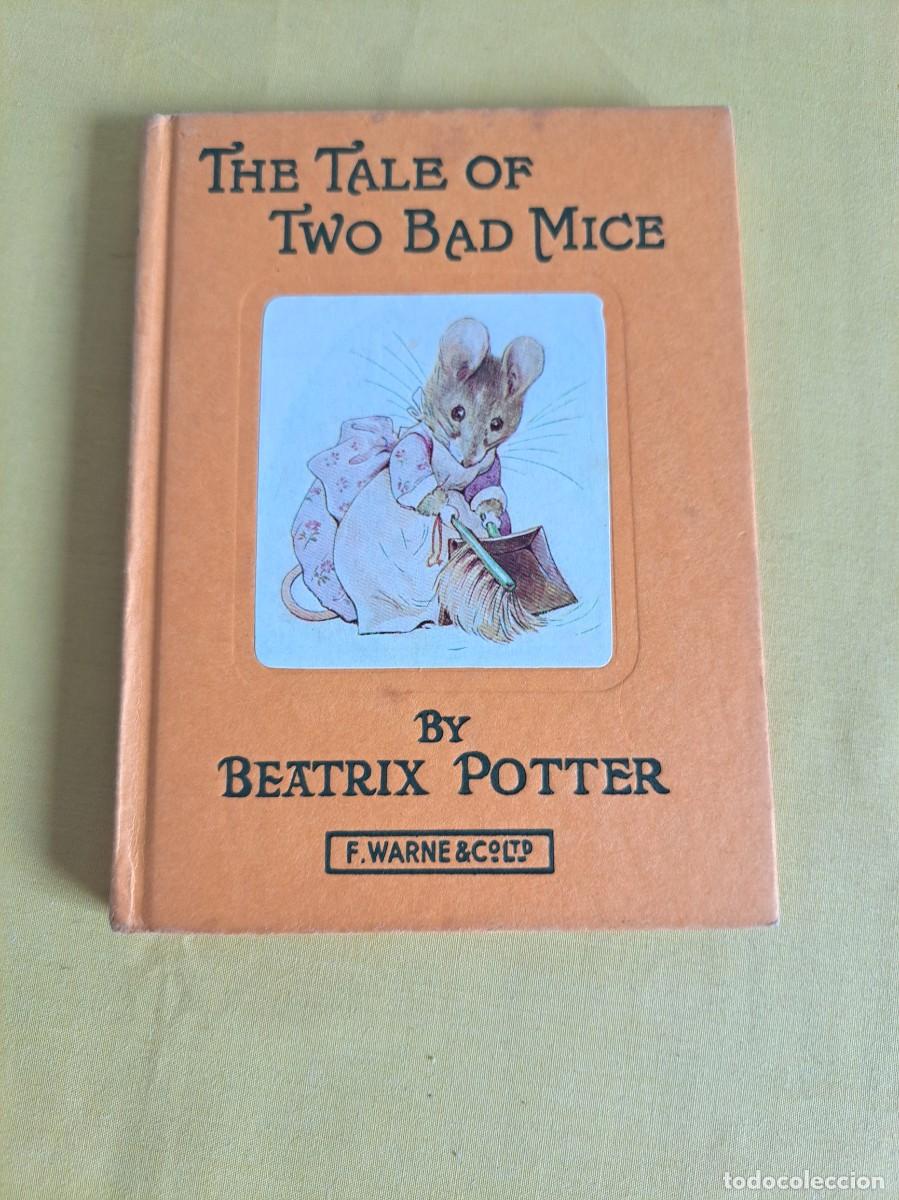 THE TALE OF
TWO BAD MICE
BY
BEATRIX POTTER
F. WARNE & CO LTD
todocoleccion